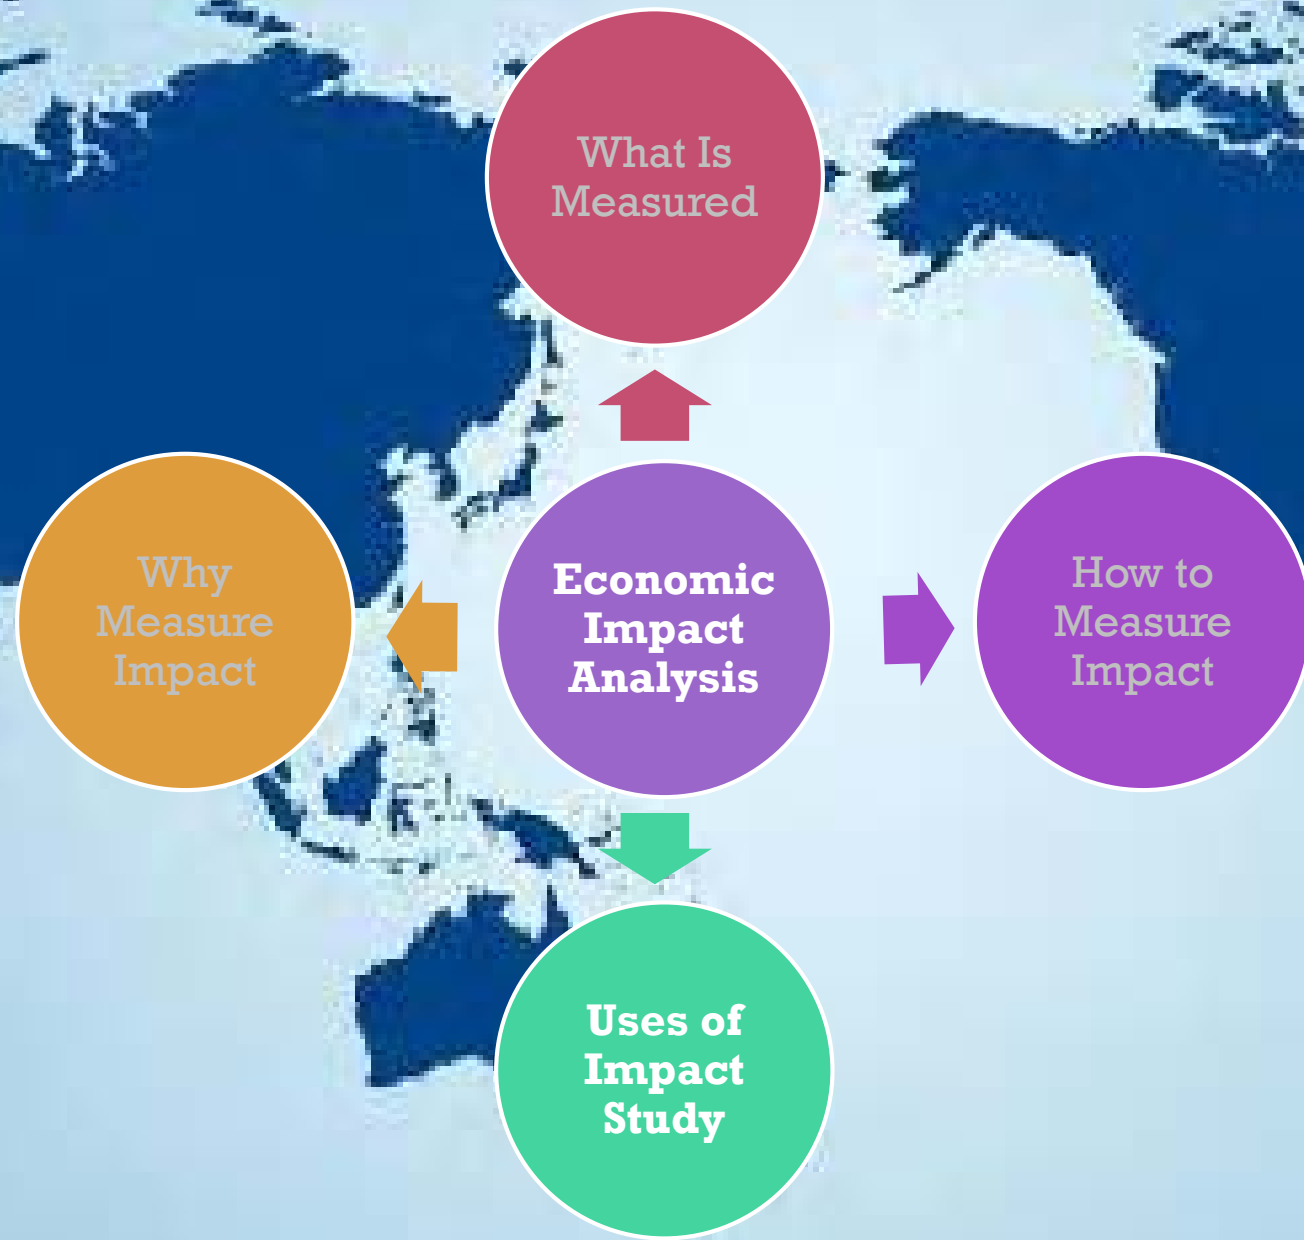 What Is
Measured
Why
Measure
Impact
Economic
Impact
Analysis
How to
Measure
Impact
Uses of
Impact
Study